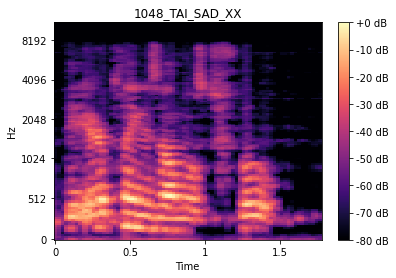 1048_TAI_SAD_XX
8192
4096
2048
1024
512
0
Hz
0
0.5
1
1.5
Time
+0 dB
-10 dB
-20 dB
-30 dB
-40 dB
-50 dB
-60 dB
-70 dB
-80 dB